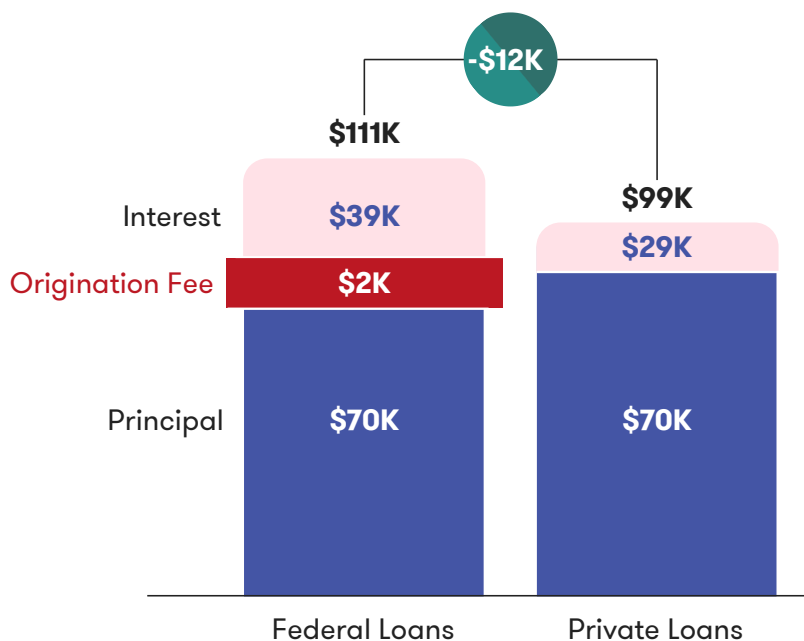 -$12K
$111K
$99K
Interest
$39K
$29K
Origination Fee
$2K
Principal
$70K
$70K
Federal Loans
Private Loans